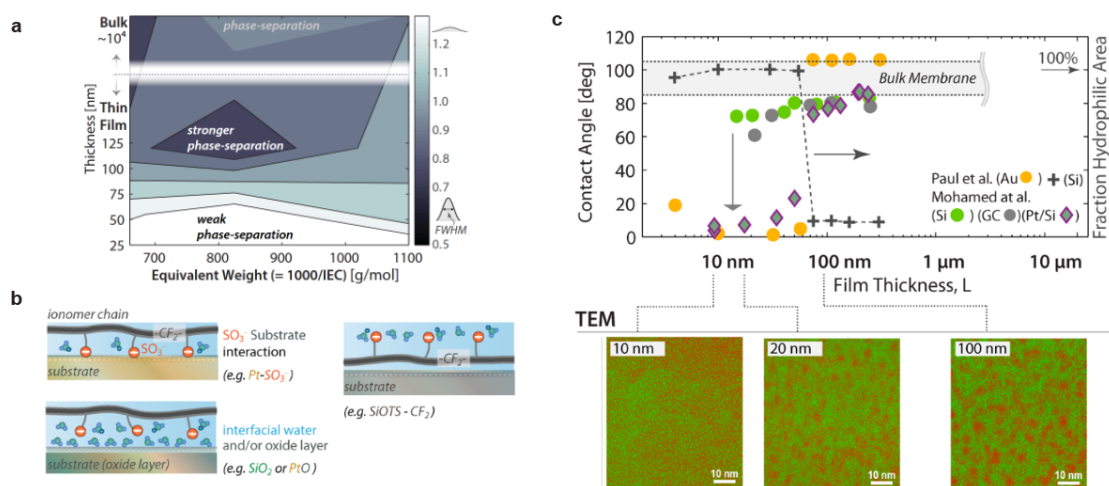 a
Bulk
~10⁴
Thin
Film
Thickness [nm]
125
100
75
50
25
phase-separation
stronger
phase-separation
weak
phase-separation
700
800
900
1000
1100
Equivalent Weight (= 1000/IEC) [g/mol]
1.2
1.1
1.0
0.9
0.8
0.7
0.6
0.5
FWHM
b
ionomer chain
-CF₂-
SO₃⁻
substrate
SO₃⁻ Substrate
interaction
(e.g. Pt-SO₃⁻)
-CF₂-
substrate
(e.g. SiOTS - CF₂)
substrate (oxide layer)
interfacial water
and/or oxide layer
(e.g. SiO₂ or PtO )
c
Contact Angle [deg]
120
100
80
60
40
20
0
Bulk Membrane
100%
Fraction Hydrophilic Area
Paul et al. (Au ) + (Si)
Mohamed at al.
(Si ) (GC )(Pt/Si )
10 nm
100 nm
1 µm
10 µm
Film Thickness, L
TEM
10 nm
20 nm
100 nm
10 nm
10 nm
10 nm